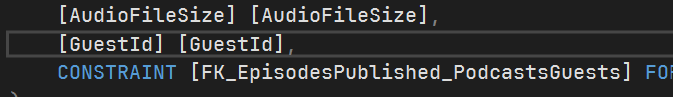 [AudioFileSize] [AudioFileSize],
[GuestId] [GuestId],
CONSTRAINT [FK_EpisodesPublished_PodcastsGuests] FOR